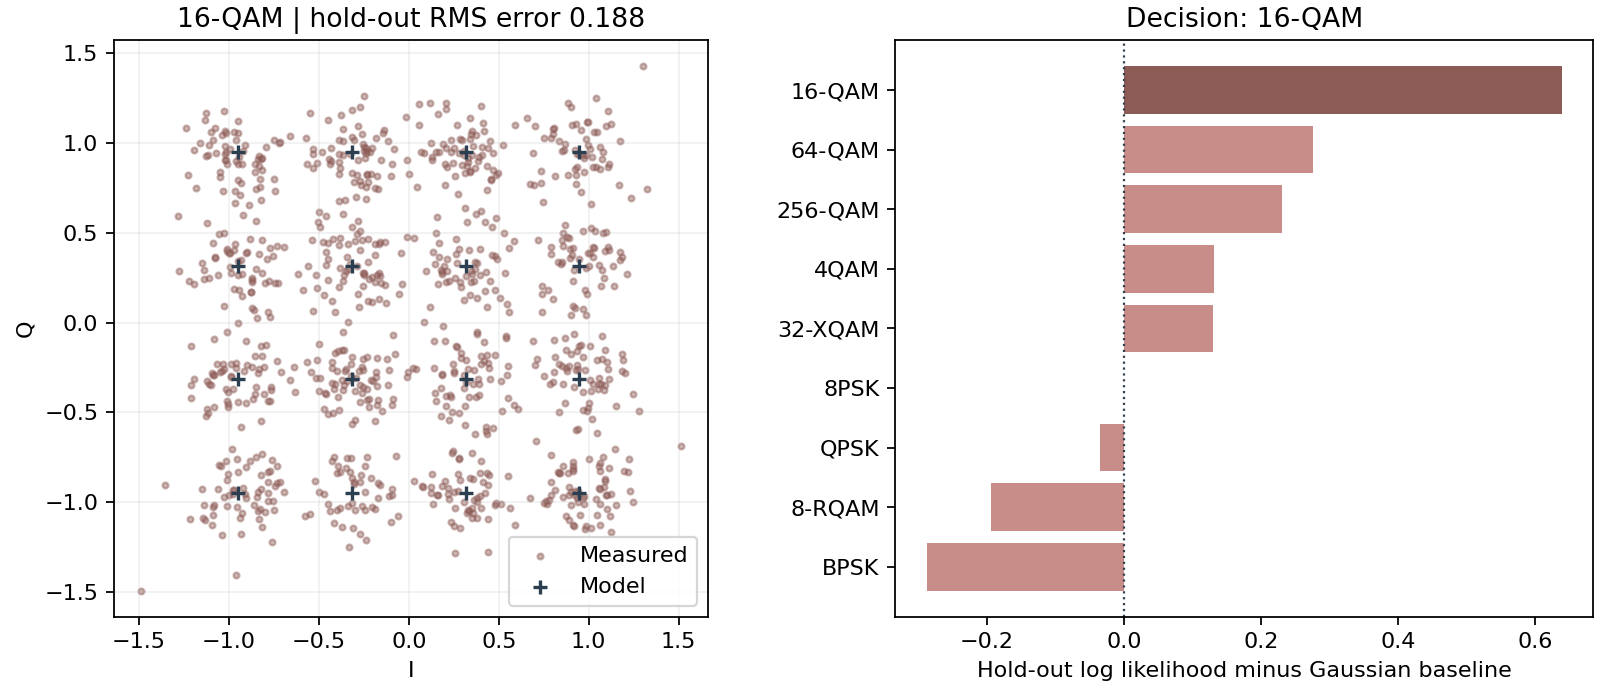 16-QAM | hold-out RMS error 0.188
1.5
1.0
0.5
0.0
−0.5
−1.0
−1.5
Q
−1.5
−1.0
−0.5
0.0
0.5
1.0
1.5
I
Measured
Model
Decision: 16-QAM
16-QAM
64-QAM
256-QAM
4QAM
32-XQAM
8PSK
QPSK
8-RQAM
BPSK
−0.2
0.0
0.2
0.4
0.6
Hold-out log likelihood minus Gaussian baseline